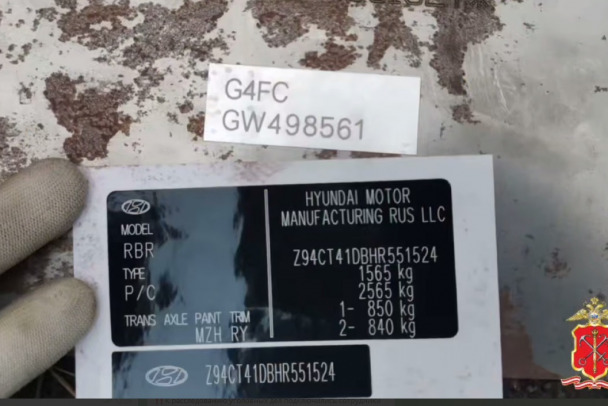 G4FC
GW498561
HYUNDAI MOTOR
MANUFACTURING RUS LLC
MODEL
RBR
Z94CT41DBHR551524
TYPE
1565 kg
P/C
2565 kg
1- 850 kg
TRANS AXLE PAINT TRIM
2- 840 kg
MZH RY
Z94CT41DBHR551524